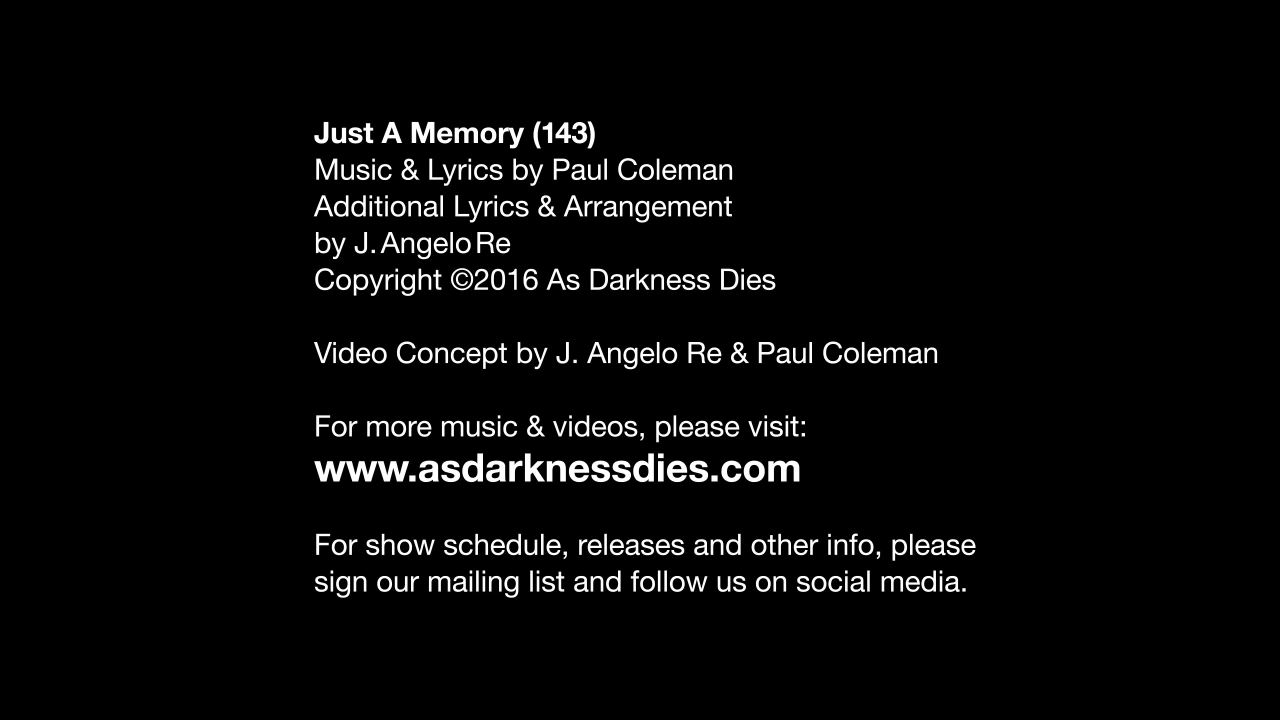 Just A Memory (143)
Music & Lyrics by Paul Coleman
Additional Lyrics & Arrangement
by J. Angelo Re
Copyright ©2016 As Darkness Dies
Video Concept by J. Angelo Re & Paul Coleman
For more music & videos, please visit:
www.asdarknessdies.com
For show schedule, releases and other info, please
sign our mailing list and follow us on social media.